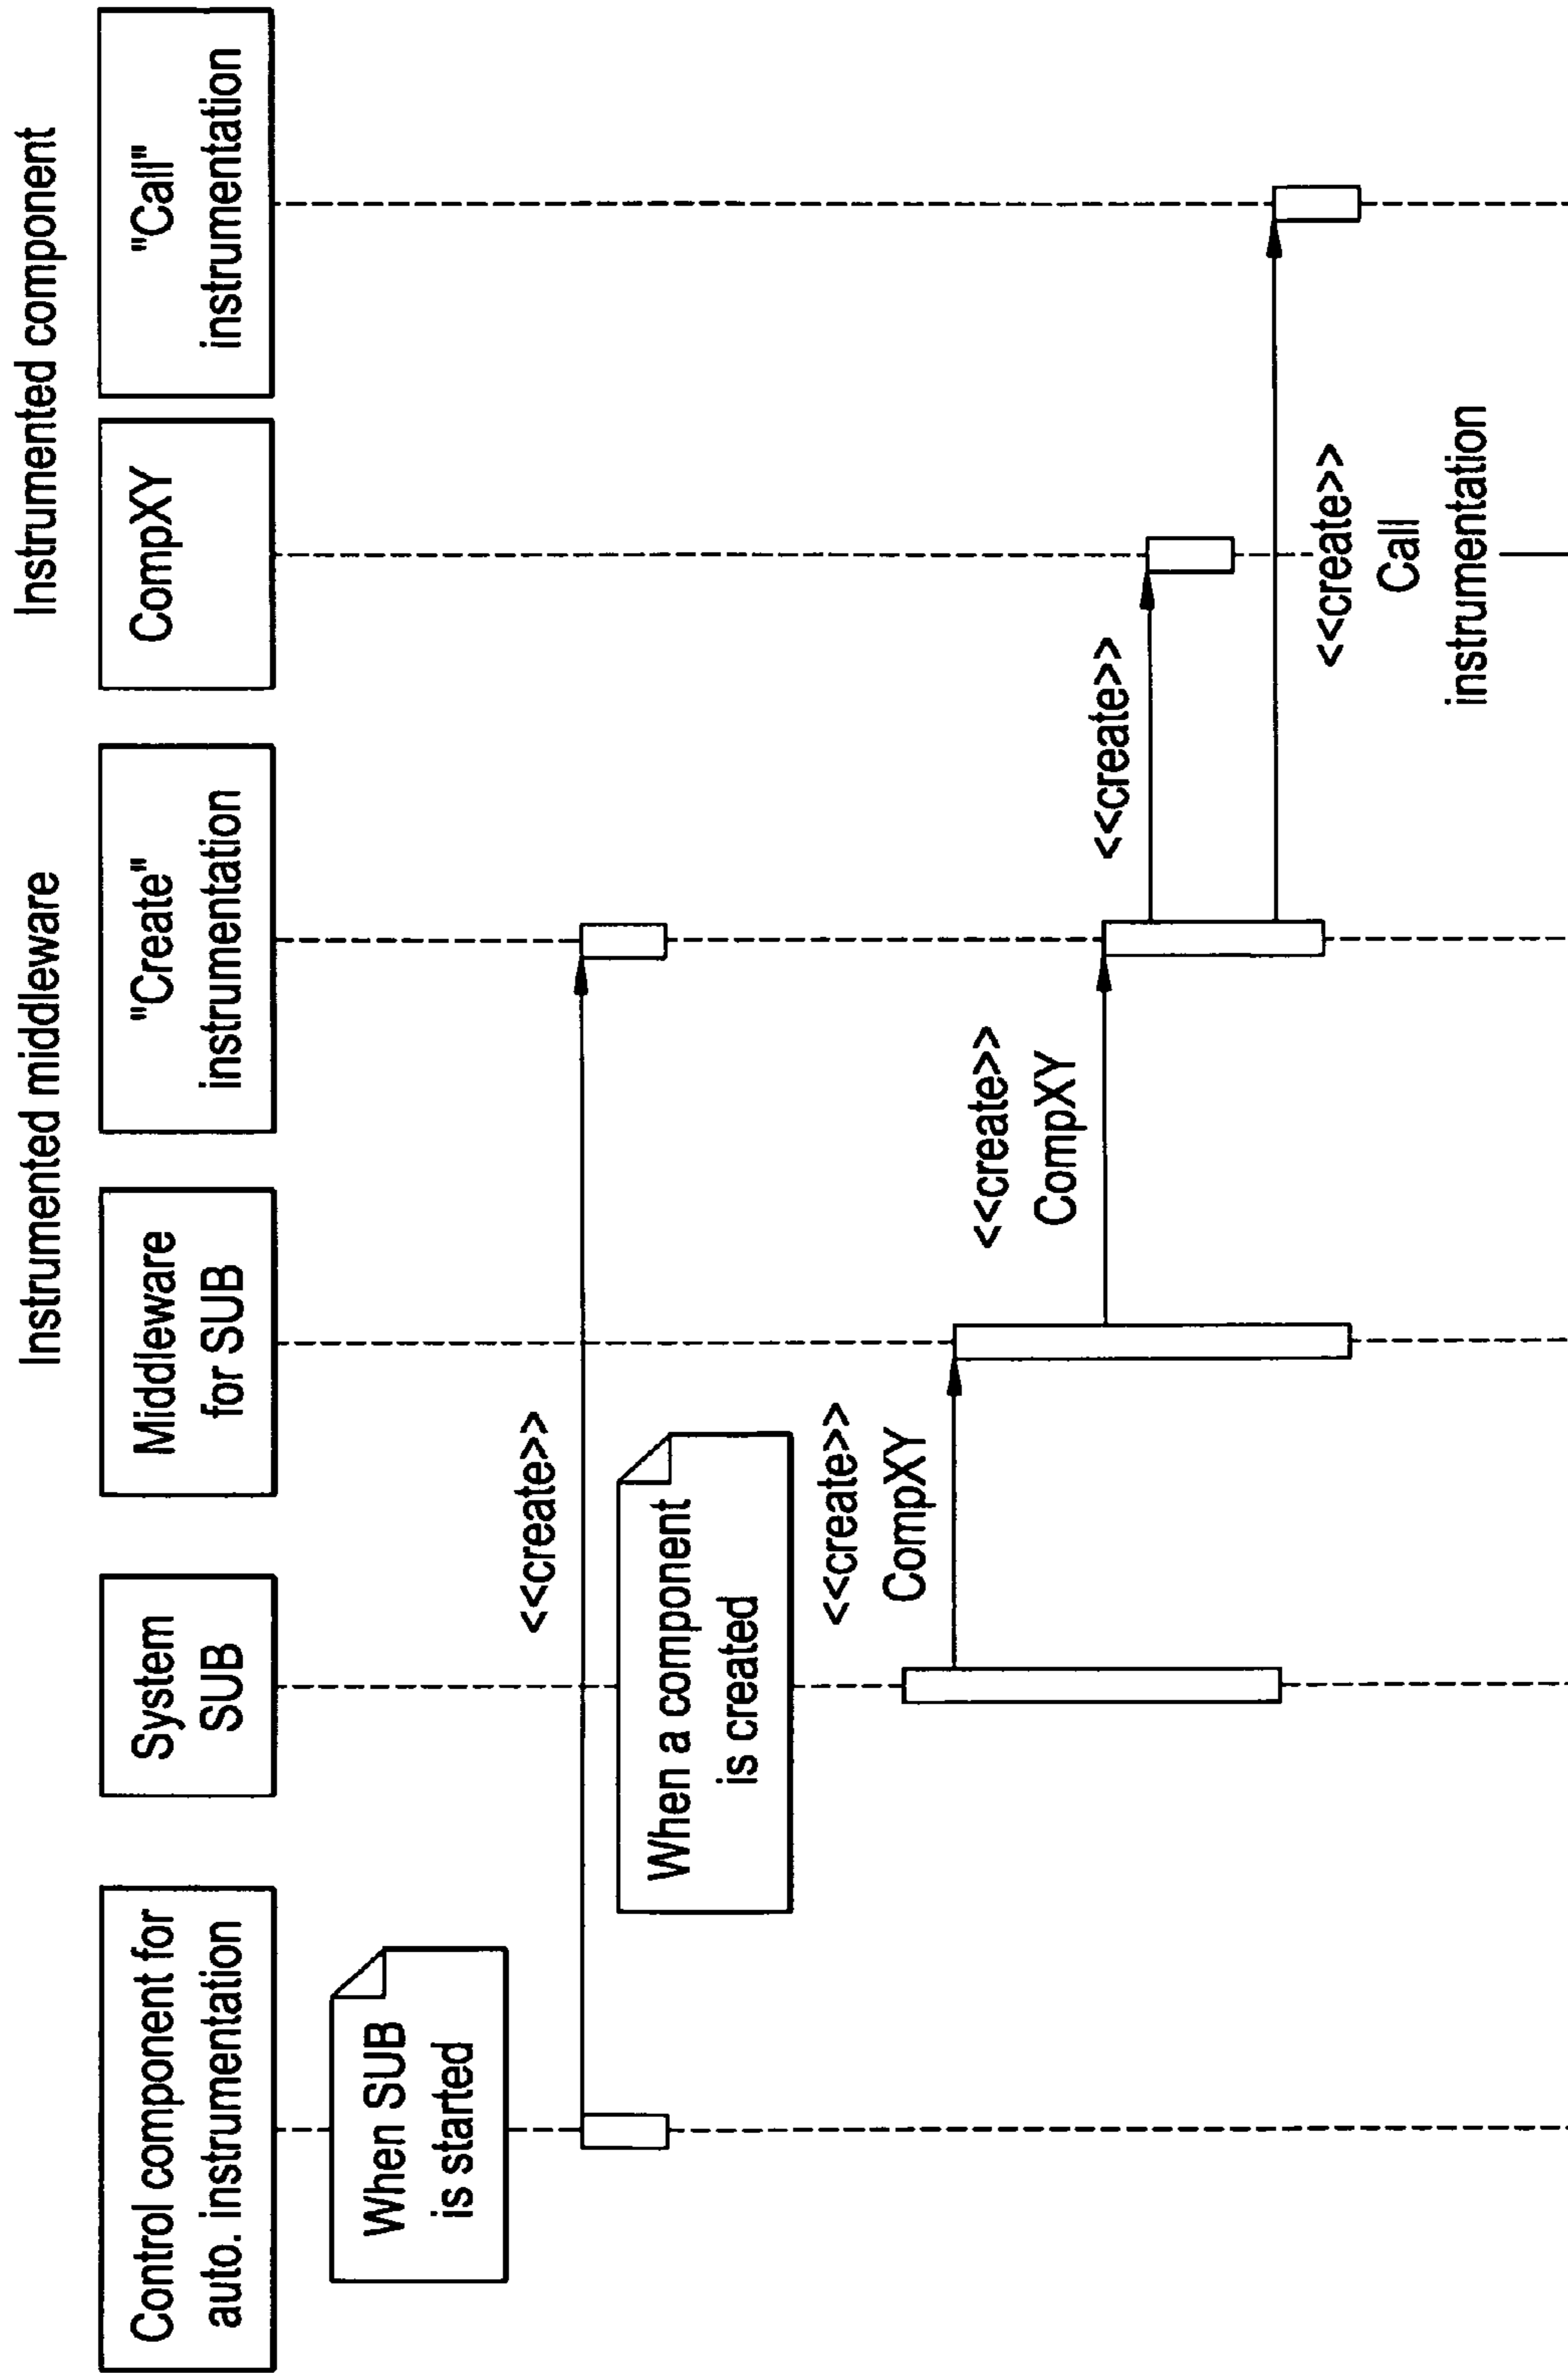 Instrumented middleware
Instrumented component
Control component for
auto. instrumentation
System
SUB
Middleware
for SUB
"Create"
instrumentation
CompXY
"Call"
instrumentation
When SUB
is started
<<create>>
When a component
is created
<<create>>
CompXY
<<create>>
CompXY
<<create>>
<<create>>
Call
instrumentation